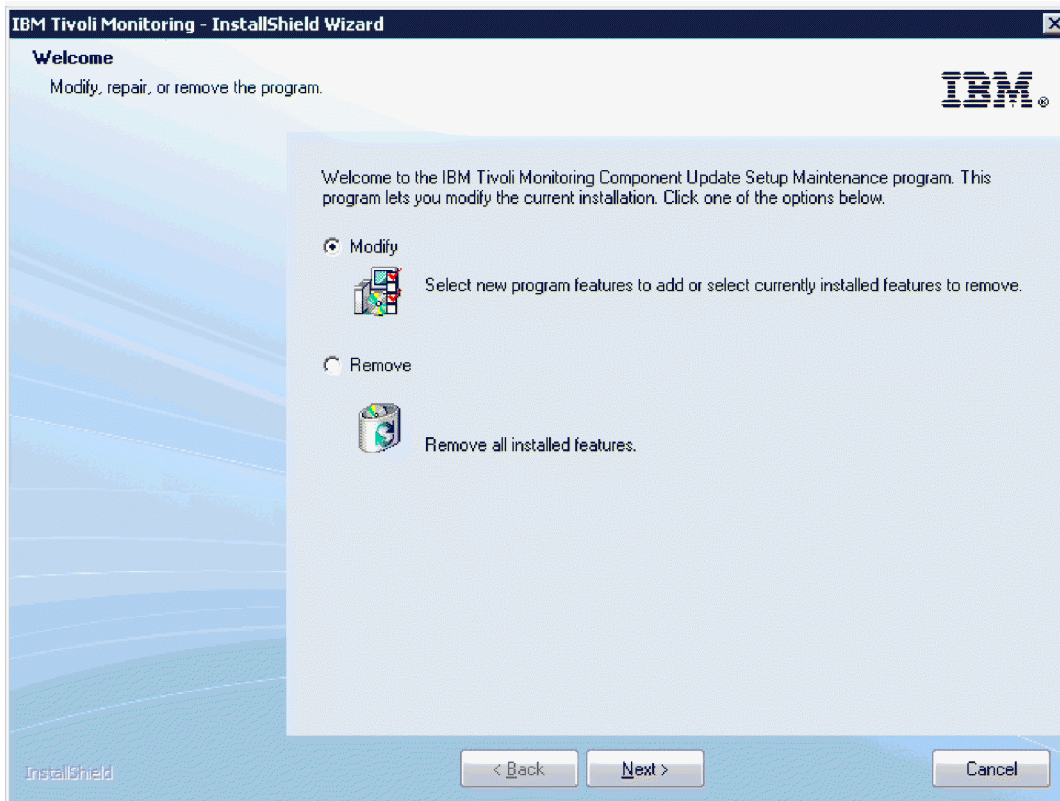 IBM Tivoli Monitoring - InstallShield Wizard
Welcome
Modify, repair, or remove the program.
IBM®
Welcome to the IBM Tivoli Monitoring Component Update Setup Maintenance program. This
program lets you modify the current installation. Click one of the options below.
Modify
Select new program features to add or select currently installed features to remove.
Remove
Remove all installed features.
InstallShield
< Back
Next >
Cancel